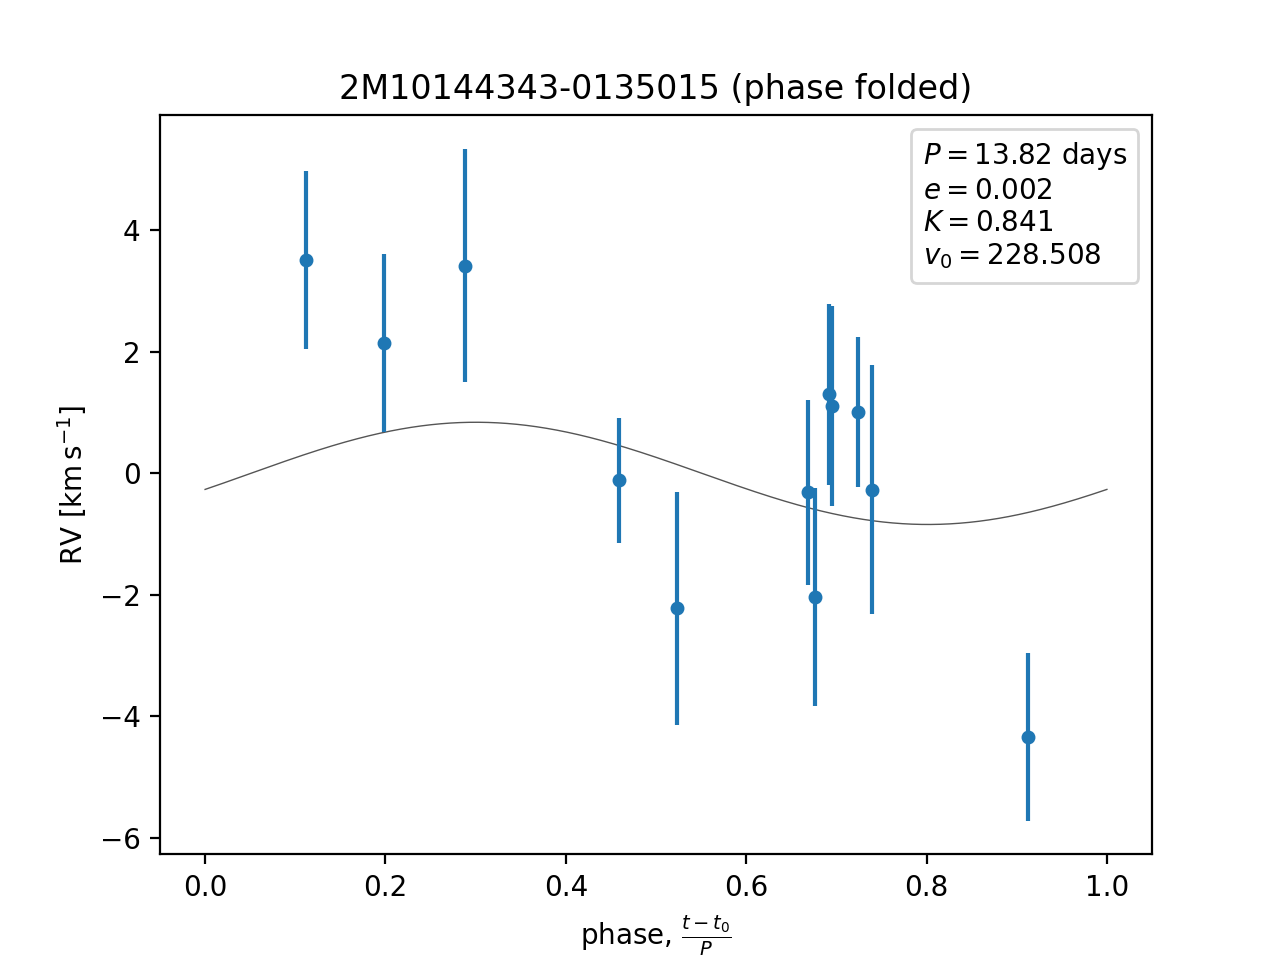 2M10144343-0135015 (phase folded)
P = 13.82 days
e = 0.002
K = 0.841
v₀ = 228.508
RV [km s⁻¹]
4
2
0
−2
−4
−6
0.0 0.2 0.4 0.6 0.8 1.0
phase, (t − t₀)/P